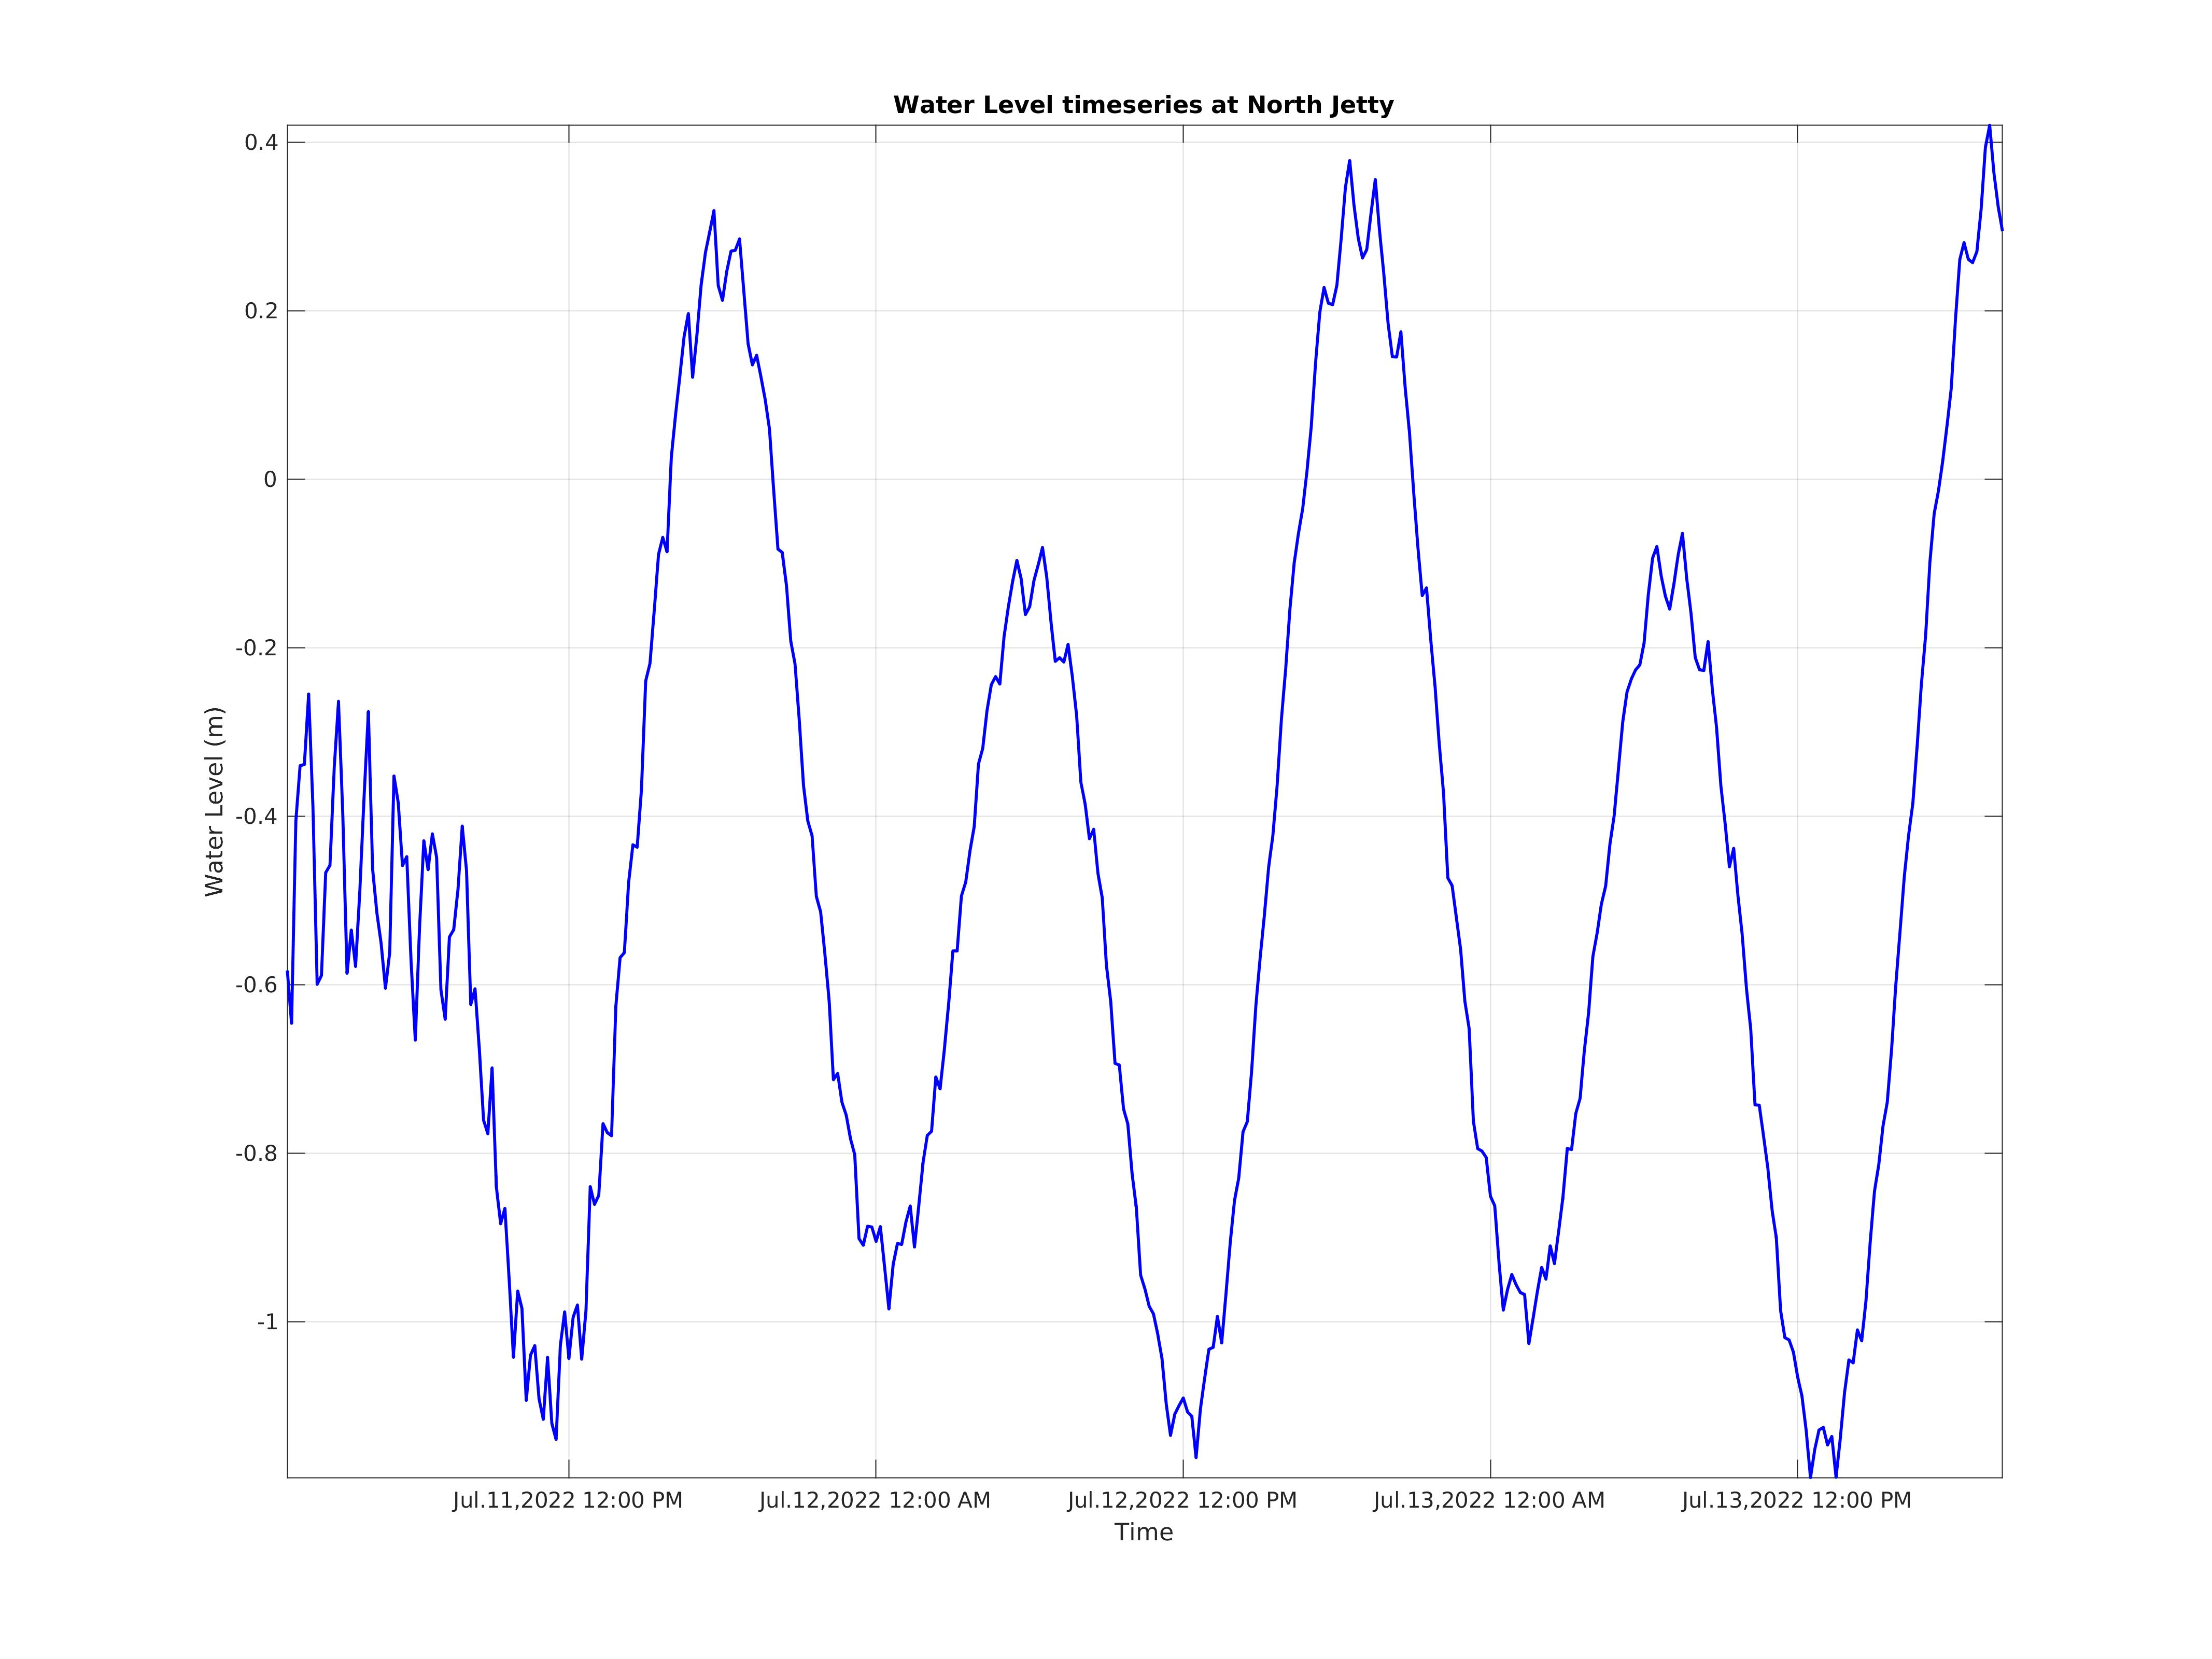 Water Level timeseries at North Jetty
0.4
0.2
0
-0.2
-0.4
-0.6
-0.8
-1
Water Level (m)
Jul.11,2022 12:00 PM
Jul.12,2022 12:00 AM
Jul.12,2022 12:00 PM
Jul.13,2022 12:00 AM
Jul.13,2022 12:00 PM
Time